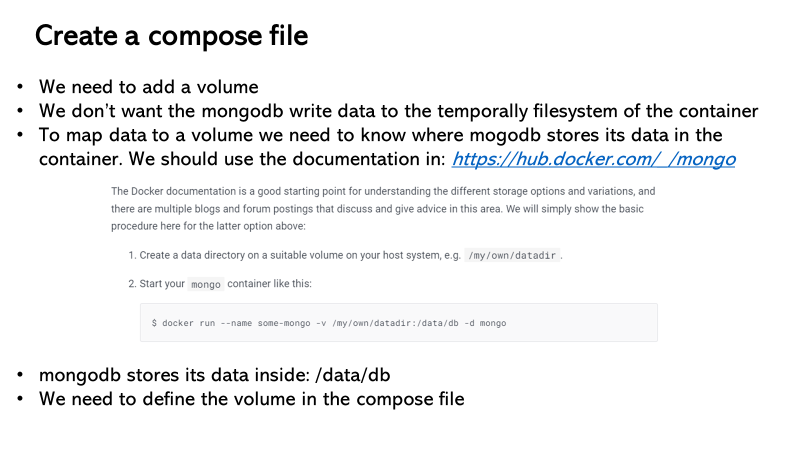 Create a compose file
• We need to add a volume
• We don't want the mongodb write data to the temporally filesystem of the container
• To map data to a volume we need to know where mogodb stores its data in the
container. We should use the documentation in: https://hub.docker.com/_/mongo
The Docker documentation is a good starting point for understanding the different storage options and variations, and
there are multiple blogs and forum postings that discuss and give advice in this area. We will simply show the basic
procedure here for the latter option above:
1. Create a data directory on a suitable volume on your host system, e.g. /my/own/datadir.
2. Start your mongo container like this:
$ docker run --name some-mongo -v /my/own/datadir:/data/db -d mongo
• mongodb stores its data inside: /data/db
• We need to define the volume in the compose file